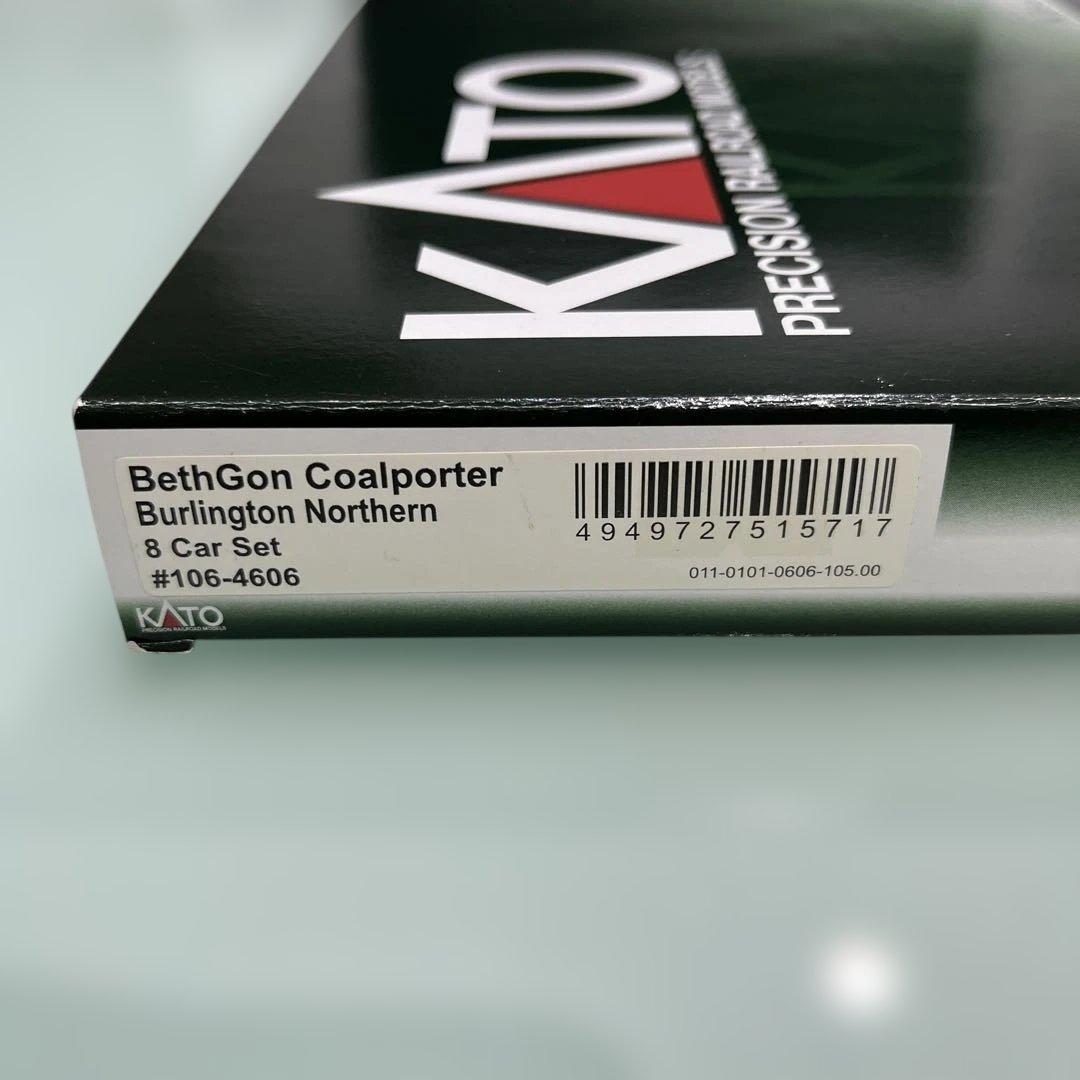 KATO
PRECISION RAILROAD MODELS
BethGon Coalporter
Burlington Northern
8 Car Set
#106-4606
4949727515717
011-0101-0606-105.00
KATO
PRECISION RAILROAD MODELS